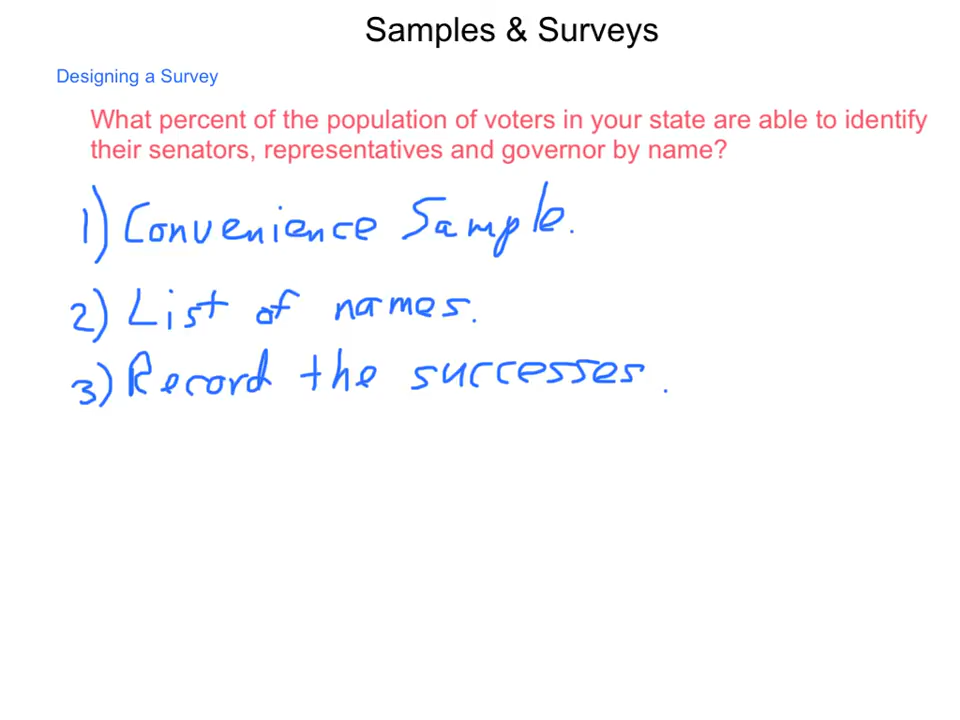 Samples & Surveys
Designing a Survey
What percent of the population of voters in your state are able to identify
their senators, representatives and governor by name?
1) Convenience Sample.
2) List of names.
3) Record the successes.